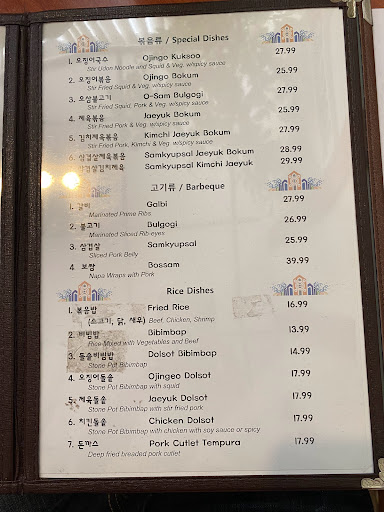 볶음류 / Special Dishes
1. 오징어국수 Ojingo Kuksoo 27.99
Stir Udon Noodle and Squid & Veg. w/spicy sauce
2. 오징어볶음 Ojingo Bokum 25.99
Stir Fried Squid & Veg. w/spicy sauce
3. 오삼불고기 O-Sam Bulgogi 27.99
Stir Fried Squid, Pork & Veg. w/spicy sauce
4. 제육볶음 Jaeyuk Bokum 25.99
Stir Fried Pork & Veg. w/spicy sauce
5. 김치제육볶음 Kimchi Jaeyuk Bokum 27.99
Stir Fried Pork, Kimchi & Veg. w/spicy sauce
6. 삼겹살제육볶음 Samkyupsal Jaeyuk Bokum 28.99
삼겹살김치제육 Samkyupsal Kimchi Jaeyuk 29.99
고기류 / Barbeque
1. 갈비 Galbi 27.99
Marinated Prime Ribs
2. 불고기 Bulgogi 26.99
Marinated Sliced Rib eyes
3. 삼겹살 Samkyupsal 25.99
Sliced Pork Belly
4. 보쌈 Bossam 39.99
Napa Wraps with Pork
Rice Dishes
1. 볶음밥 Fried Rice 16.99
(소고기, 닭, 새우) Beef, Chicken, Shrimp
2. 비빔밥 Bibimbap 13.99
Rice Mixed with Vegetables and Beef
3. 돌솥비빔밥 Dolsot Bibimbap 14.99
Stone Pot Bibimbap
4. 오징어돌솥 Ojingeo Dolsot 17.99
Stone Pot Bibimbap with squid
5. 제육돌솥 Jaeyuk Dolsot 17.99
Stone Pot Bibimbap with stir fried pork
6. 치킨돌솥 Chicken Dolsot 17.99
Stone Pot Bibimbap with chicken with soy sauce or spicy
7. 돈까스 Pork Cutlet Tempura 17.99
Deep fried breaded pork cutlet